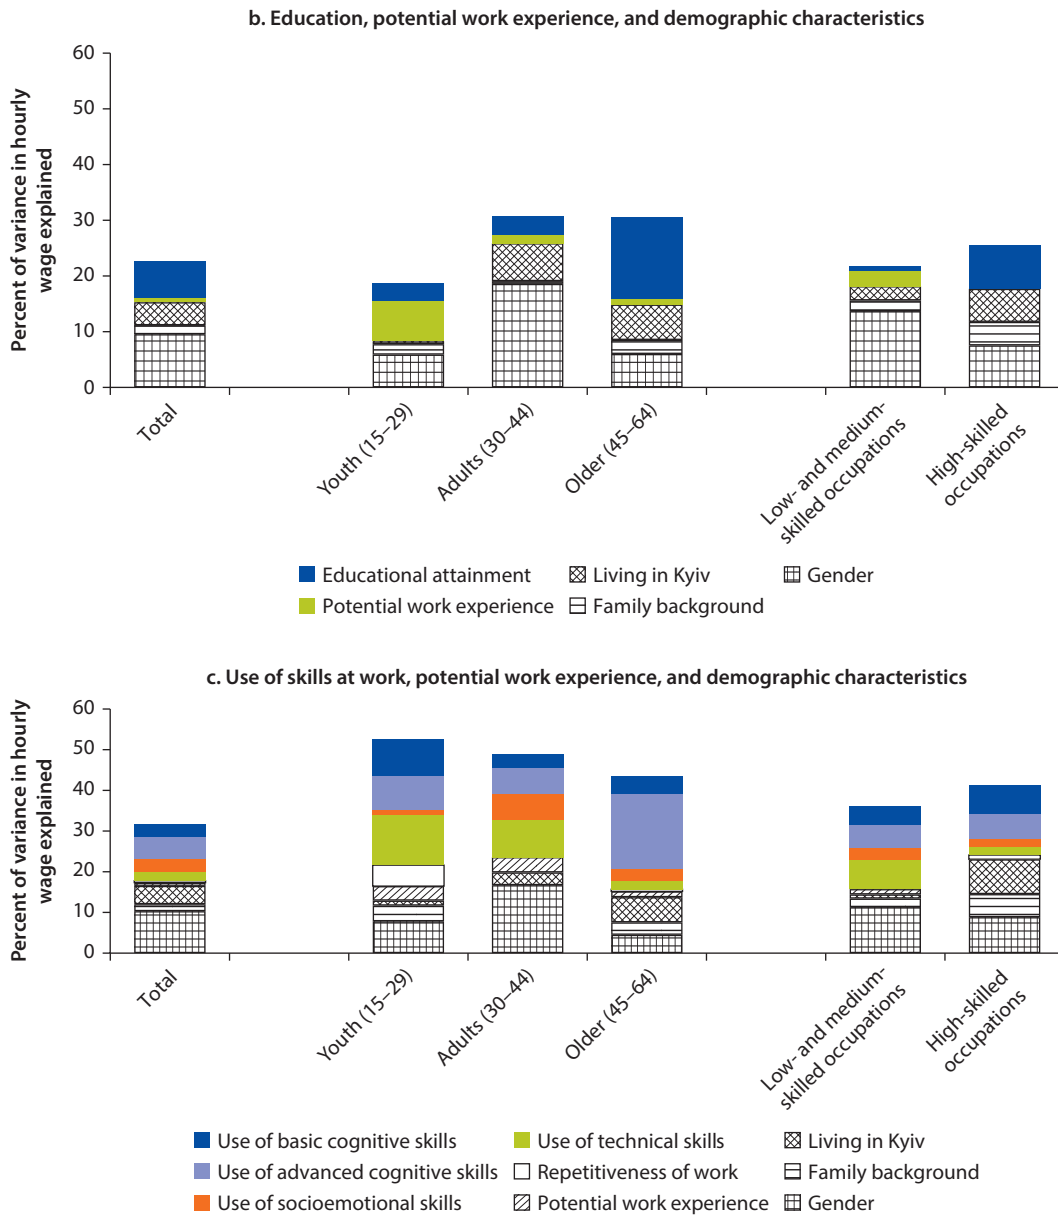 b. Education, potential work experience, and demographic characteristics
Percent of variance in hourly
wage explained
60
50
40
30
20
10
0
Total
Youth (15–29)
Adults (30–44)
Older (45–64)
Low- and medium-
skilled occupations
High-skilled
occupations
Educational attainment
Living in Kyiv
Gender
Potential work experience
Family background
c. Use of skills at work, potential work experience, and demographic characteristics
Percent of variance in hourly
wage explained
60
50
40
30
20
10
0
Total
Youth (15–29)
Adults (30–44)
Older (45–64)
Low- and medium-
skilled occupations
High-skilled
occupations
Use of basic cognitive skills
Use of technical skills
Living in Kyiv
Use of advanced cognitive skills
Repetitiveness of work
Family background
Use of socioemotional skills
Potential work experience
Gender